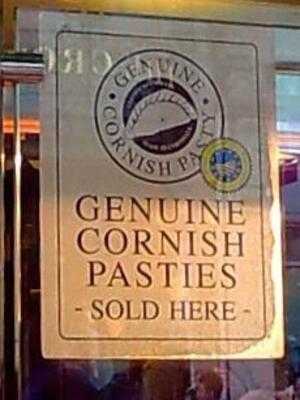 GENUINE
CORNISH PASTY
GENUINE
CORNISH
PASTIES
- SOLD HERE -